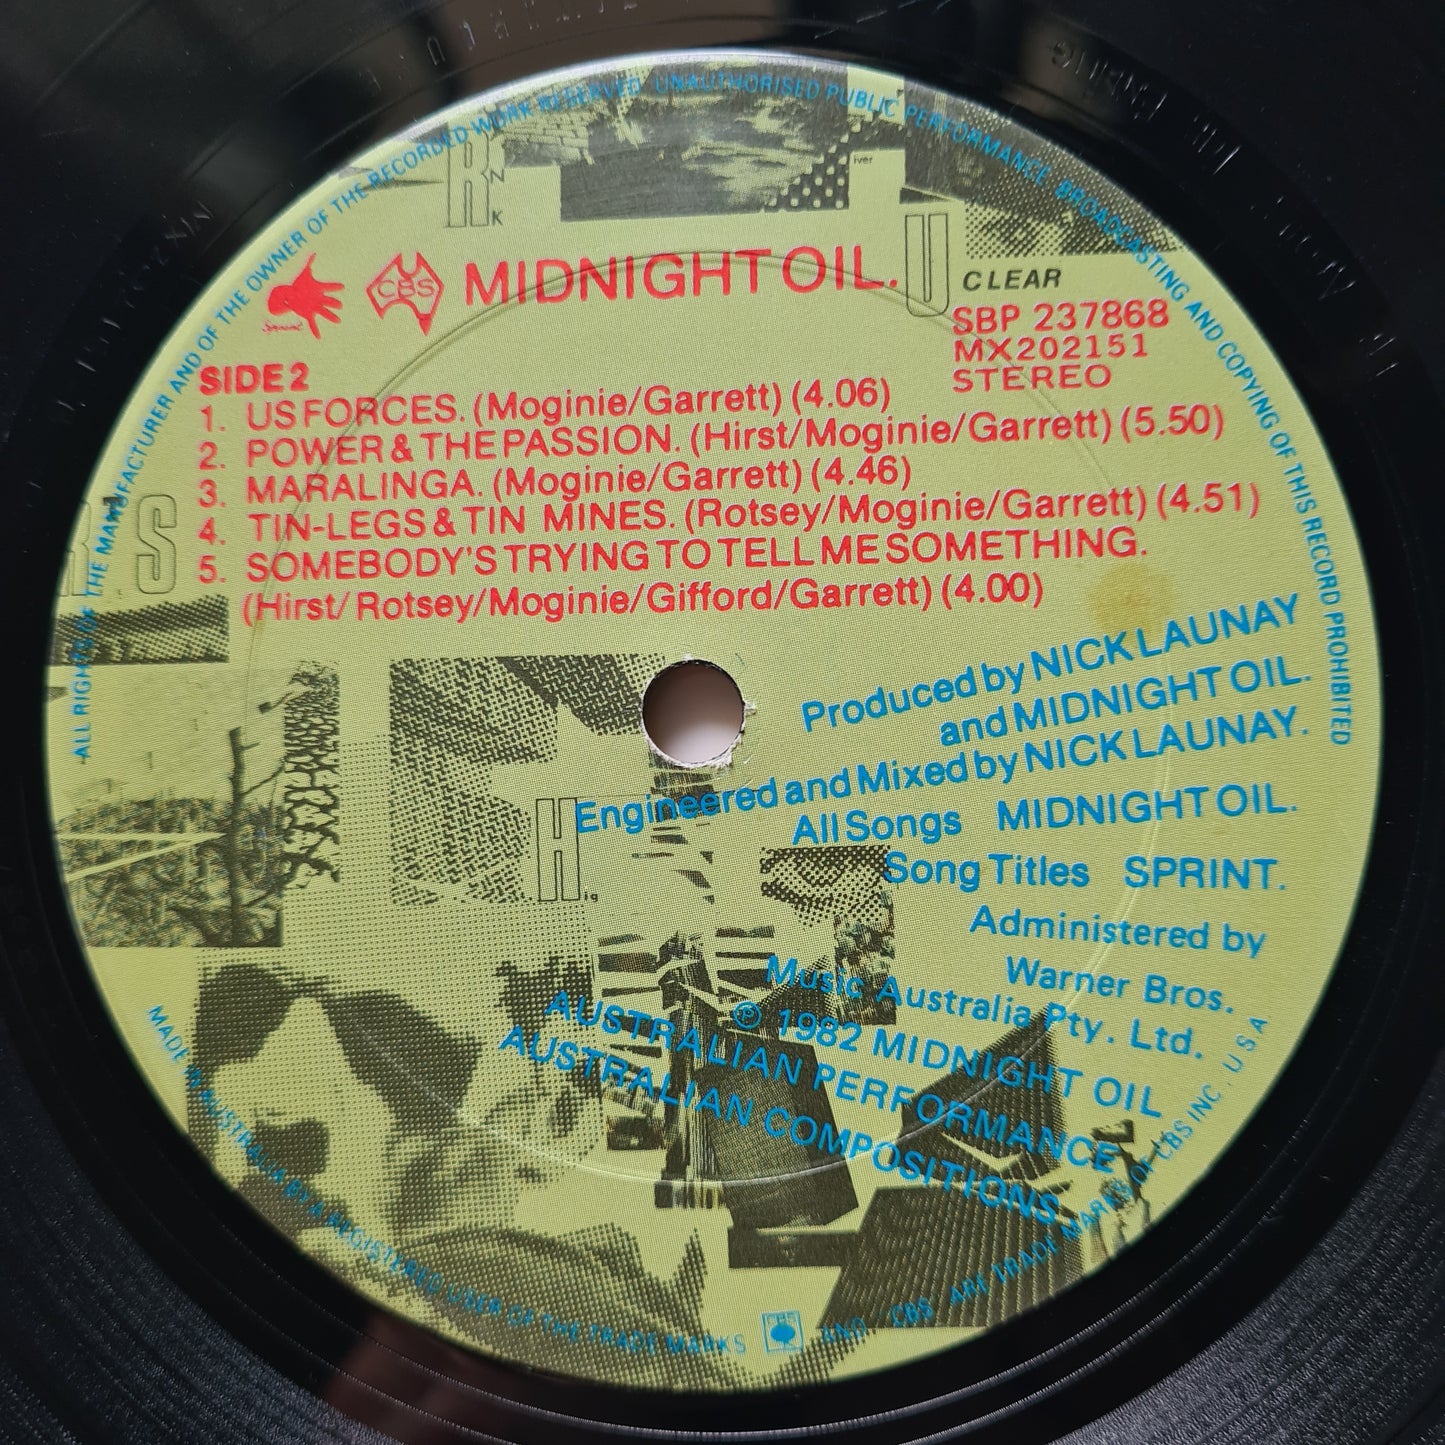 ALL RIGHTS OF THE MANUFACTURER AND OF THE OWNER OF THE RECORDED WORK RESERVED UNAUTHORISED PUBLIC PERFORMANCE BROADCASTING AND COPYING OF THIS RECORD PROHIBITED
R
N
K
iver
U
CLEAR
CBS
MIDNIGHT OIL.
SBP 237868
MX202151
STEREO
SIDE 2
1. US FORCES. (Moginie/Garrett) (4.06)
2. POWER & THE PASSION. (Hirst/Moginie/Garrett) (5.50)
3. MARALINGA. (Moginie/Garrett) (4.46)
4. TIN-LEGS & TIN MINES. (Rotsey/Moginie/Garrett) (4.51)
5. SOMEBODY'S TRYING TO TELL ME SOMETHING.
(Hirst/Rotsey/Moginie/Gifford/Garrett) (4.00)
R S
Produced by NICK LAUNAY
and MIDNIGHT OIL.
Engineered and Mixed by NICK LAUNAY.
H
ig
All Songs MIDNIGHT OIL.
Song Titles SPRINT.
Administered by
Warner Bros.
Music Australia Pty. Ltd.
℗ 1982 MIDNIGHT OIL
AUSTRALIAN PERFORMANCE
AUSTRALIAN COMPOSITIONS
MADE IN AUSTRALIA BY A REGISTERED USER OF THE TRADE MARKS CBS AND CBS ARE TRADE MARKS OF CBS INC. USA